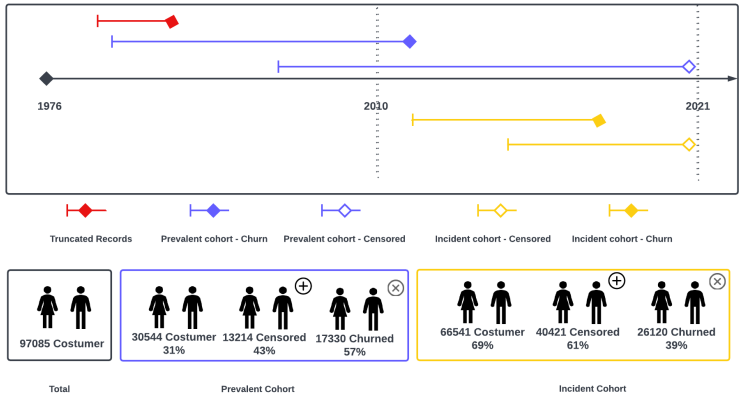 1976
2010
2021
Truncated Records
Prevalent cohort - Churn
Prevalent cohort - Censored
Incident cohort - Censored
Incident cohort - Churn
97085 Costumer
30544 Costumer
31%
13214 Censored
43%
17330 Churned
57%
66541 Costumer
69%
40421 Censored
61%
26120 Churned
39%
Total
Prevalent Cohort
Incident Cohort